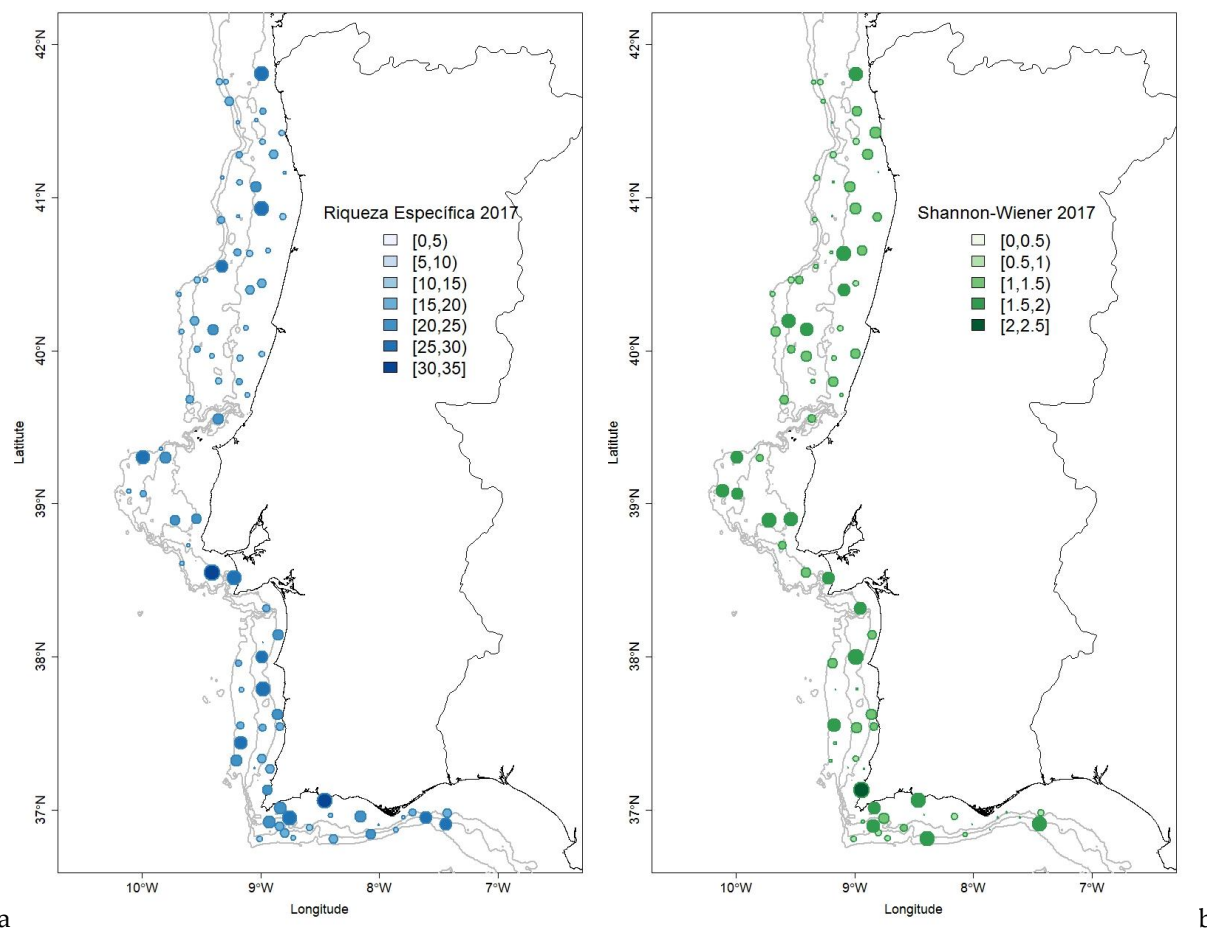 42°N
41°N
40°N
39°N
38°N
37°N
Latitute
10°W
9°W
8°W
7°W
Longitude
Riqueza Específica 2017
[0,5)
[5,10)
[10,15)
[15,20)
[20,25)
[25,30)
[30,35]
a
42°N
41°N
40°N
39°N
38°N
37°N
Latitute
10°W
9°W
8°W
7°W
Longitude
Shannon-Wiener 2017
[0,0.5)
[0.5,1)
[1,1.5)
[1.5,2)
[2,2.5]
b